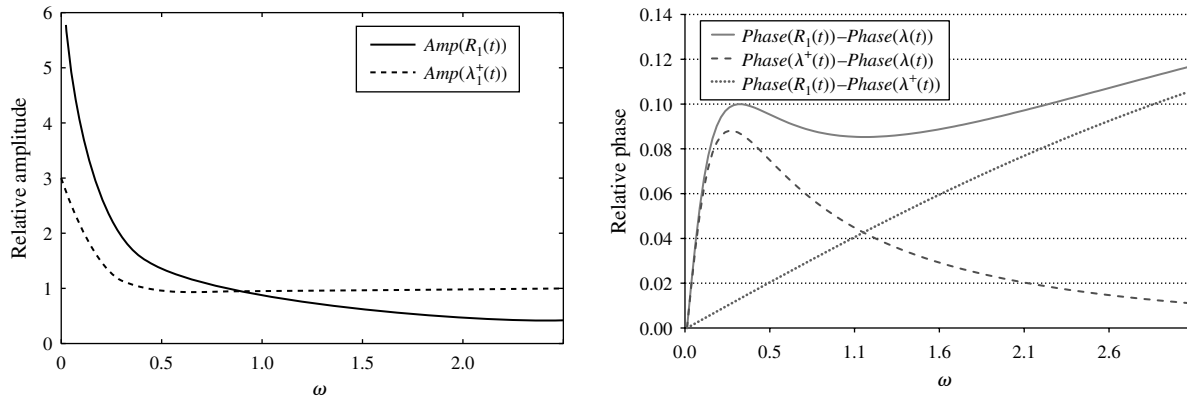 6
5
4
3
2
1
0
Relative amplitude
Amp(R₁(t))
Amp(λ₁⁺(t))
0
0.5
1.0
1.5
2.0
ω
0.14
0.12
0.10
0.08
0.06
0.04
0.02
0.00
Relative phase
Phase(R₁(t))–Phase(λ(t))
Phase(λ⁺(t))–Phase(λ(t))
Phase(R₁(t))–Phase(λ⁺(t))
0.0
0.5
1.1
1.6
2.1
2.6
ω